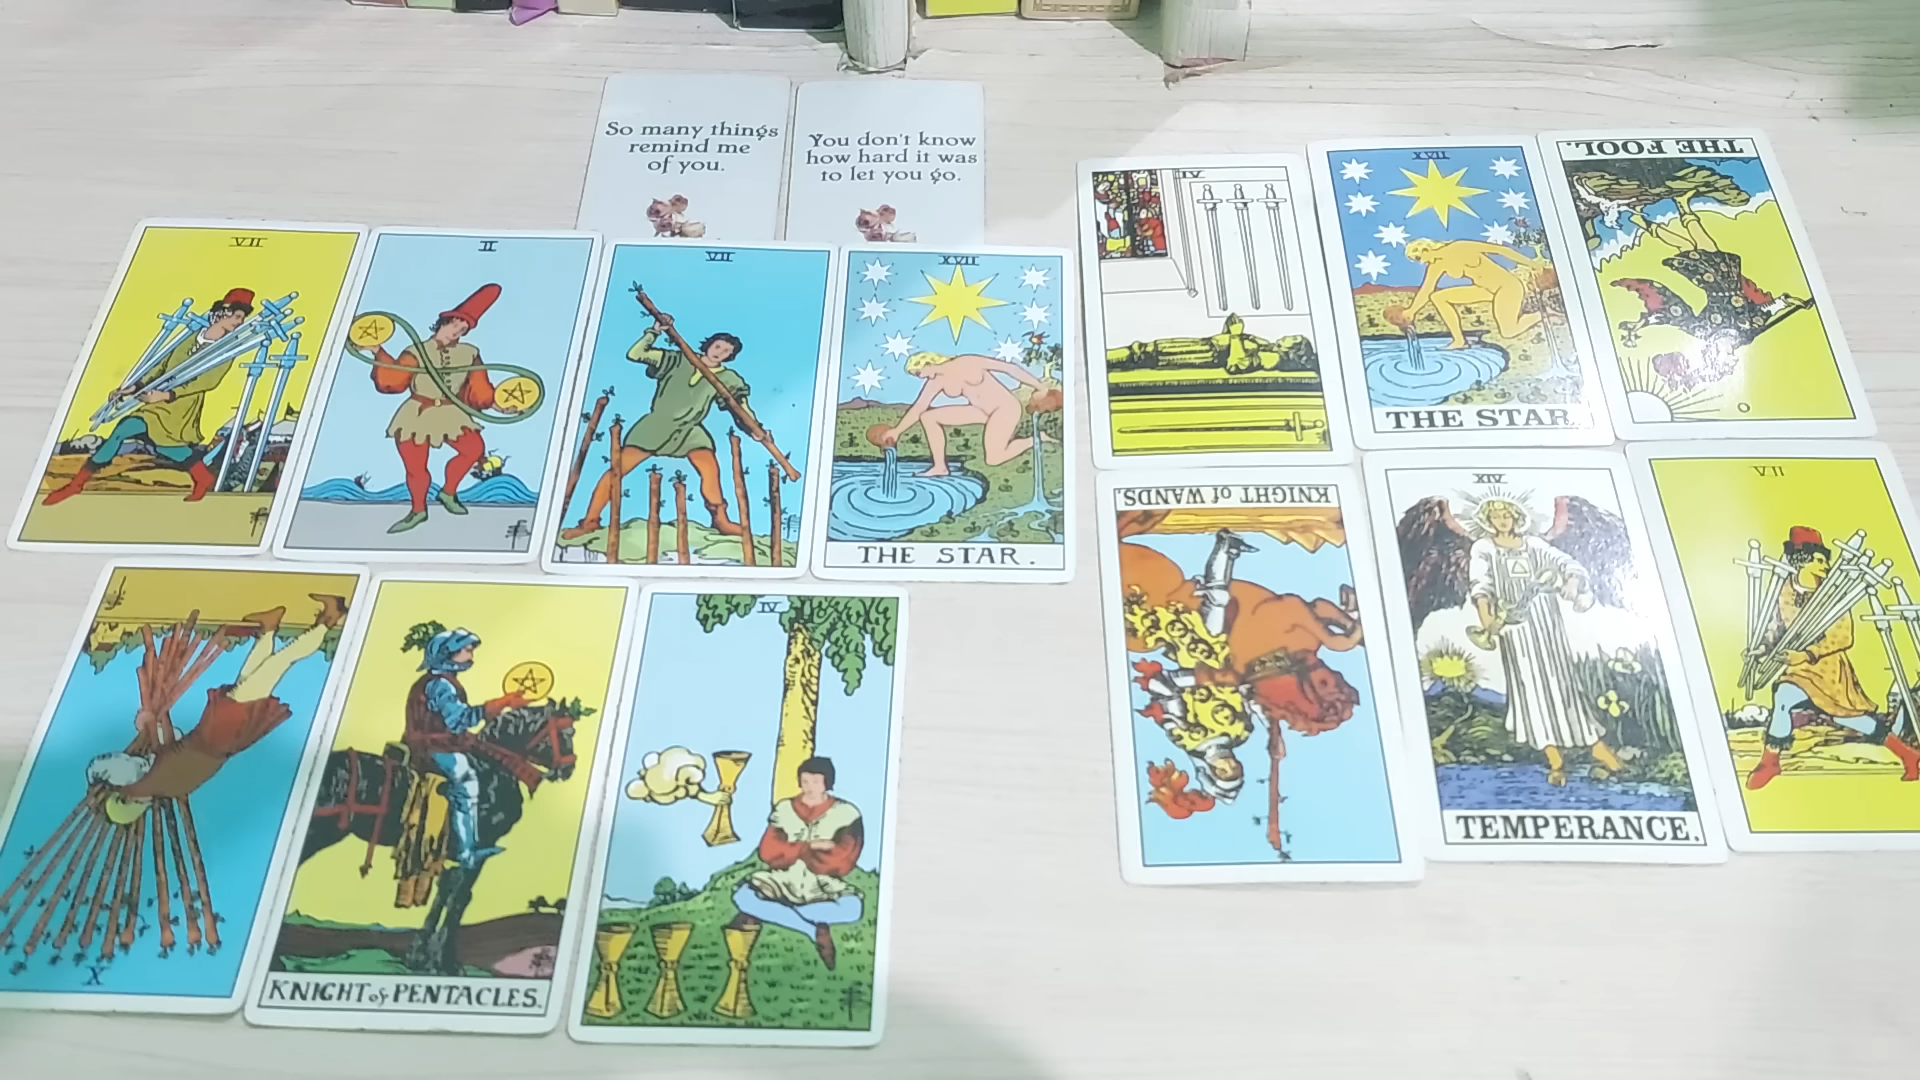 So many things
remind me
of you.
You don't know
how hard it was
to let you go.
VII
II
VII
XVII
THE STAR.
IV
XVII
THE STAR.
THE FOOL.
X
KNIGHT of PENTACLES.
IV
KNIGHT of WANDS.
XIV
TEMPERANCE.
VII